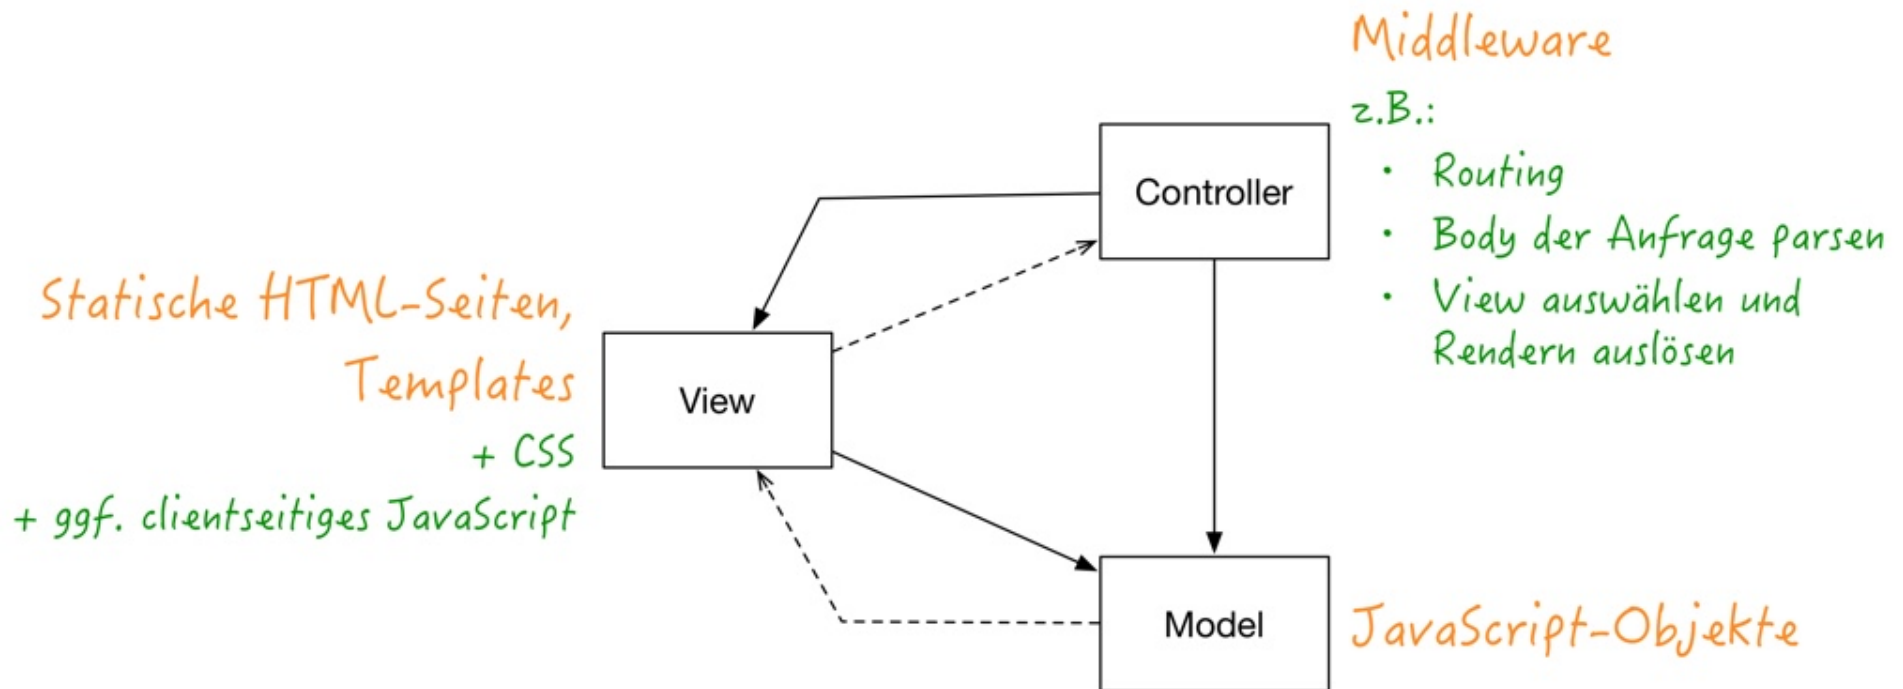 Middleware
z.B.:
• Routing
• Body der Anfrage parsen
• View auswählen und
Rendern auslösen
Controller
Statische HTML-Seiten,
Templates
+ CSS
+ ggf. clientseitiges JavaScript
View
Model
JavaScript-Objekte